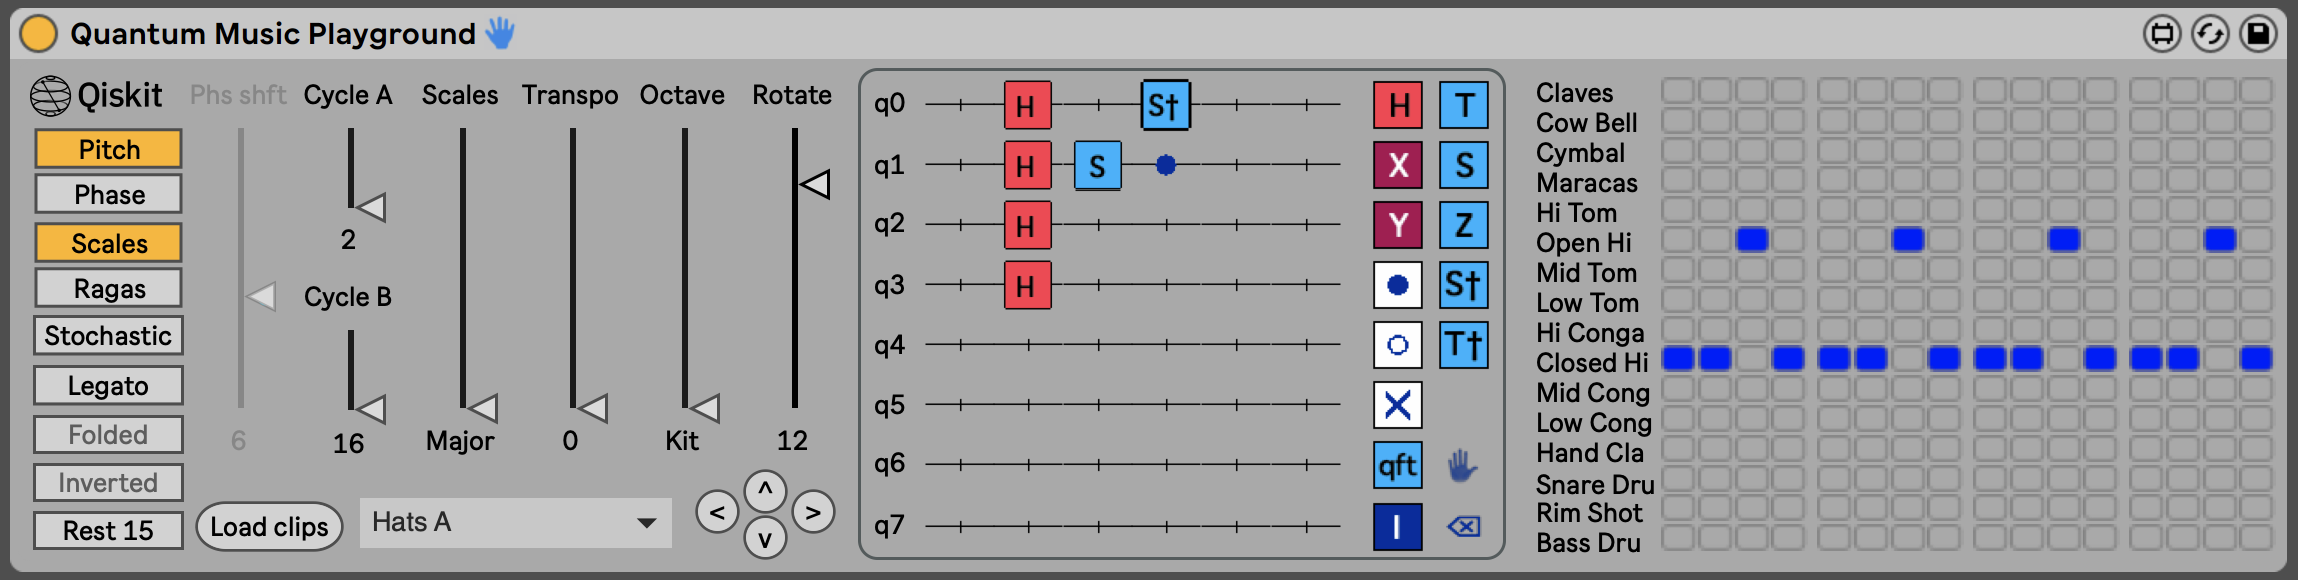 Quantum Music Playground
Qiskit
Phs shft
Cycle A
Scales
Transpo
Octave
Rotate
Pitch
Phase
Scales
Ragas
Stochastic
Legato
Folded
Inverted
Rest 15
2
Cycle B
6
16
Major
0
Kit
12
Load clips
Hats A
<
^
v
>
q0 H S†
q1 H S
q2 H
q3 H
q4
q5
q6
q7
H T
X S
Y Z
S†
T†
qft
I
Claves
Cow Bell
Cymbal
Maracas
Hi Tom
Open Hi
Mid Tom
Low Tom
Hi Conga
Closed Hi
Mid Cong
Low Cong
Hand Cla
Snare Dru
Rim Shot
Bass Dru